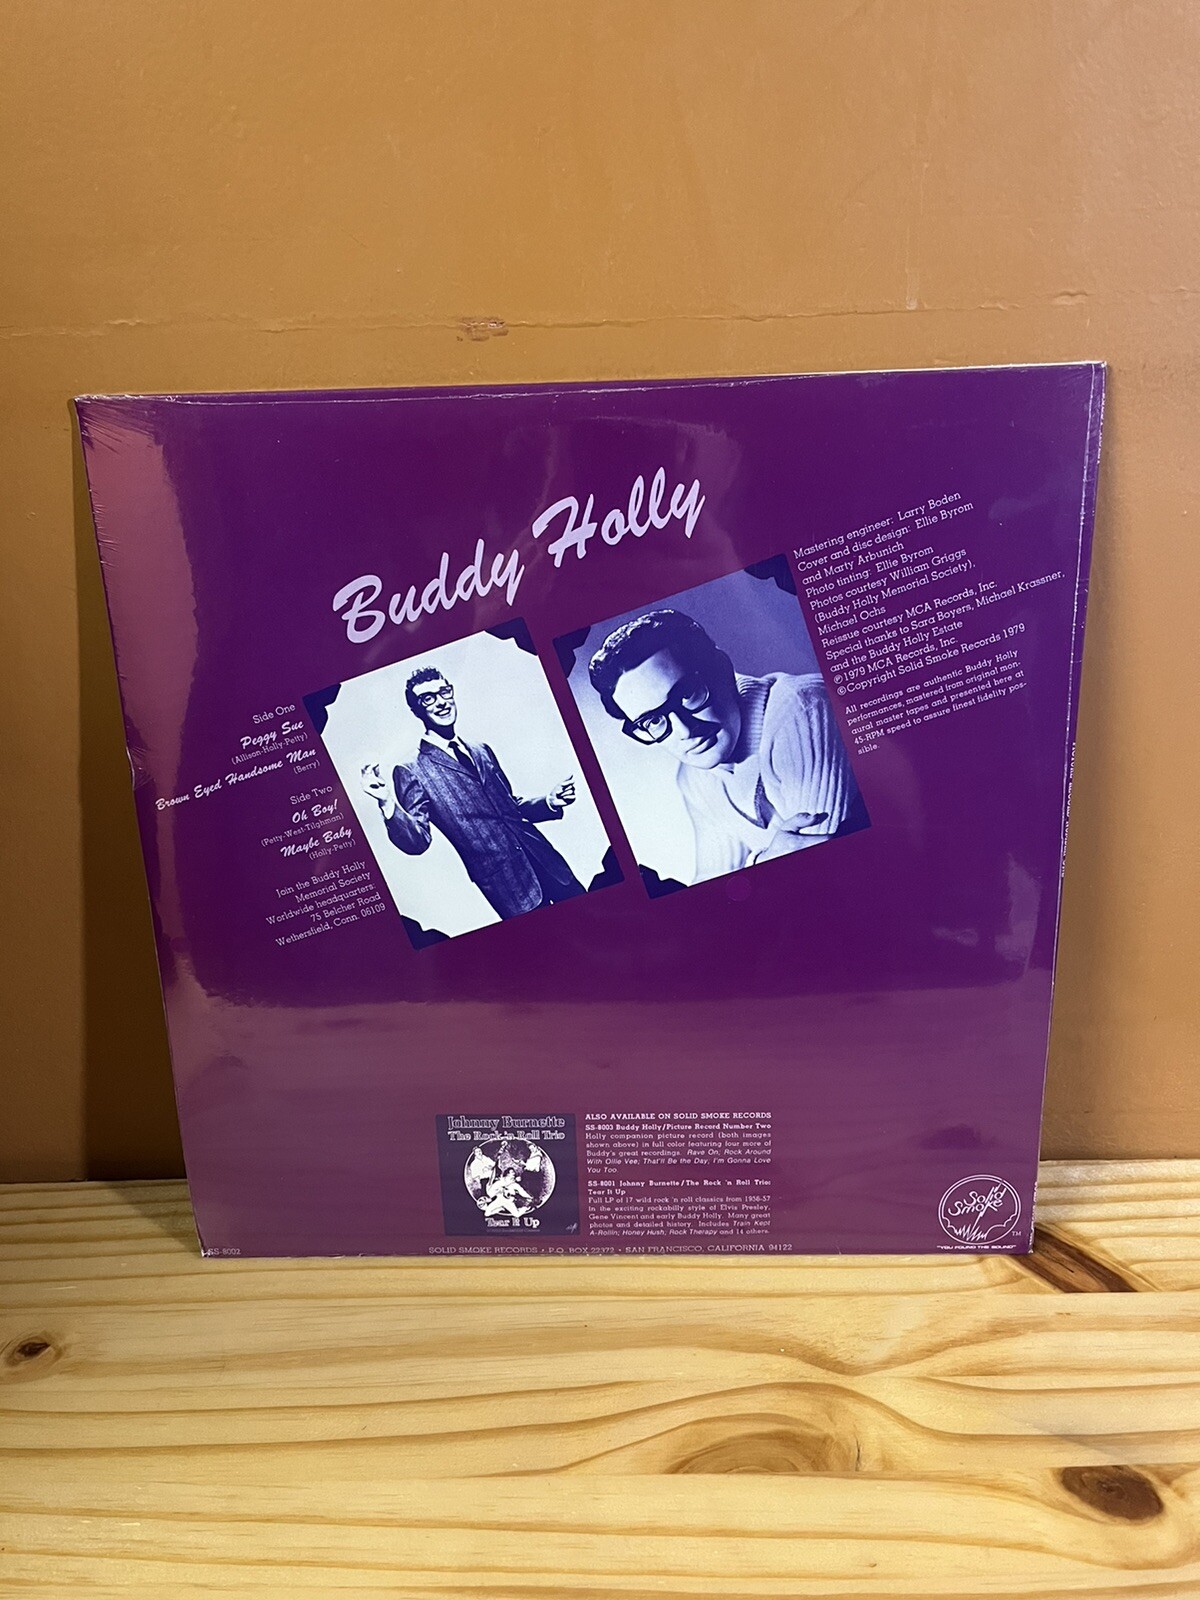 Buddy Holly
Side One
Peggy Sue
(Allison-Holly-Petty)
Brown Eyed Handsome Man
(Berry)
Side Two
Oh Boy!
(Petty-West-Tilghman)
Maybe Baby
(Holly-Petty)
Join the Buddy Holly
Memorial Society
Worldwide headquarters:
75 Belcher Road
Wethersfield, Conn. 06109
Mastering engineer: Larry Boden
Cover and disc design: Ellie Byrom
and Marty Arbunich
Photo tinting: Ellie Byrom
Photos courtesy William Griggs
(Buddy Holly Memorial Society),
Michael Ochs
Reissue courtesy MCA Records, Inc.
Special thanks to Sara Boyers, Michael Krassner,
and the Buddy Holly Estate
Ⓟ1979 MCA Records, Inc.
©Copyright Solid Smoke Records 1979
All recordings are authentic Buddy Holly
performances, mastered from original mon-
aural master tapes and presented here at
45-RPM speed to assure finest fidelity pos-
sible.
Johnny Burnette
The Rock 'n Roll Trio
Tear It Up
ALSO AVAILABLE ON SOLID SMOKE RECORDS
SS-8003 Buddy Holly/Picture Record Number Two
Holly companion picture record (both images
shown above) in full color featuring four more of
Buddy's great recordings. Rave On; Rock Around
With Ollie Vee; That'll Be the Day; I'm Gonna Love
You Too.
SS-8001 Johnny Burnette/The Rock 'n Roll Trio:
Tear It Up
Full LP of 17 wild rock 'n roll classics from 1956-57
in the exciting rockabilly style of Elvis Presley,
Gene Vincent and early Buddy Holly. Many great
photos and detailed history. Includes Train Kept
A-Rollin; Honey Hush; Rock Therapy and 14 others.
Solid
Smoke
TM
"YOU FOUND THE SOUND"
SS-8002
SOLID SMOKE RECORDS • P.O. BOX 22372 • SAN FRANCISCO, CALIFORNIA 94122